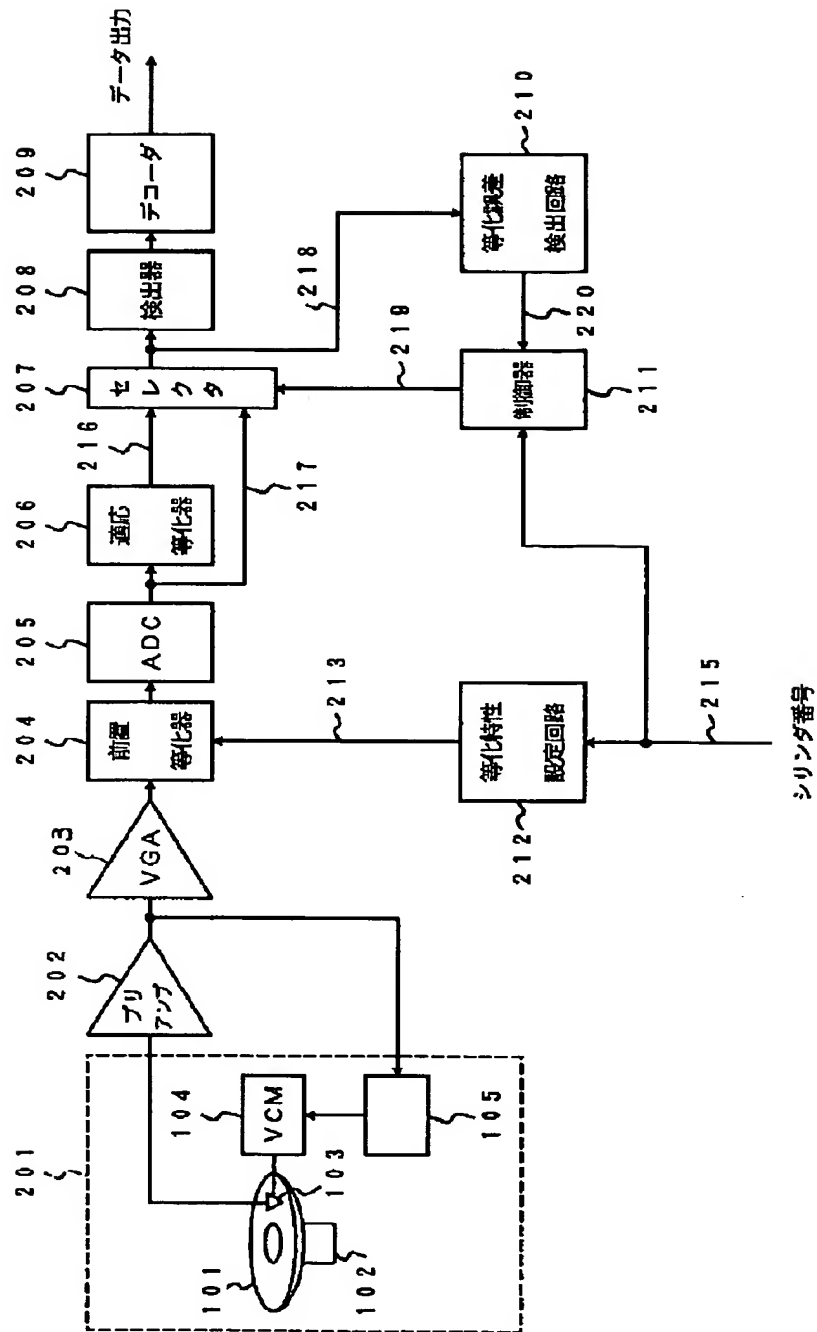 201
101
102
103
104
VCM
105
202
プリ
アンプ
203
VGA
204
前置
等化器
205
ADC
206
適応
等化器
216
217
207
セレクタ
208
検出器
209
デコーダ
データ出力
218
219
210
等化誤差
検出回路
220
211
制御器
213
212
等化特性
設定回路
215
シリンダ番号